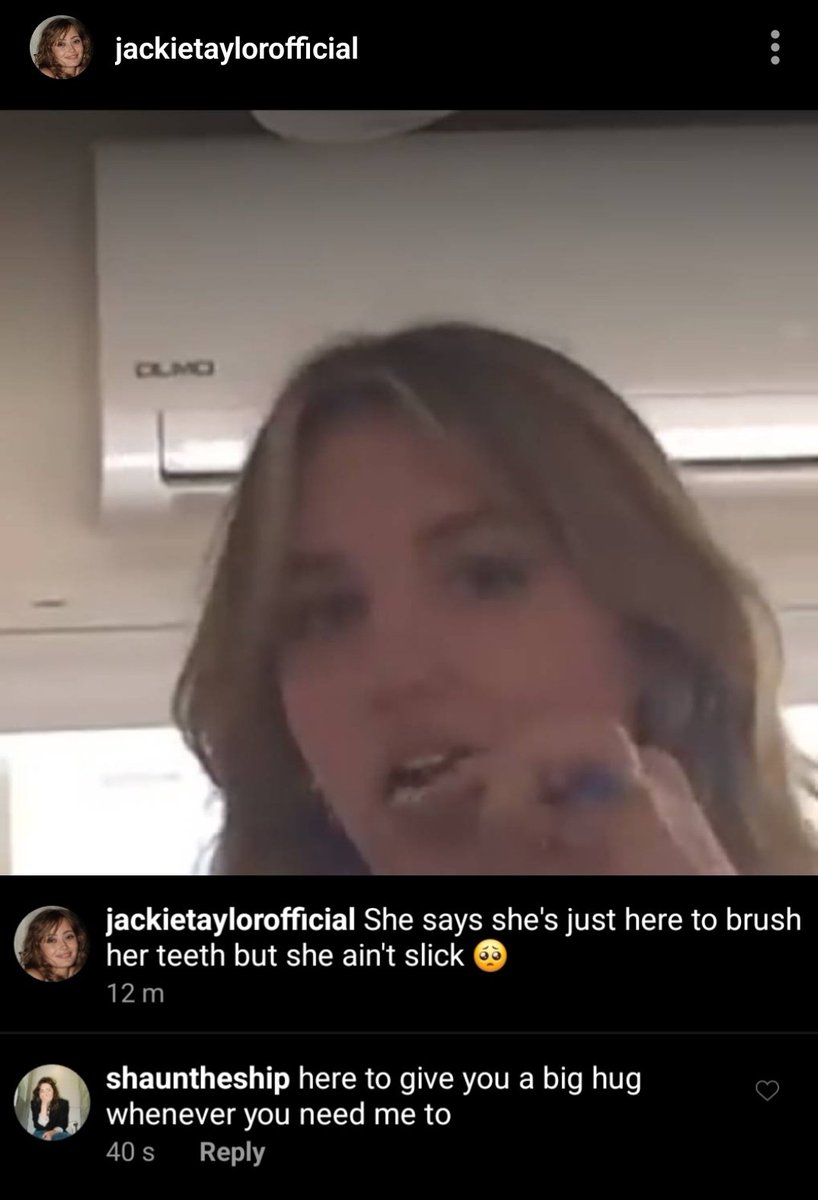 jackietaylorofficial
OLMO
jackietaylorofficial She says she's just here to brush
her teeth but she ain't slick 🥺
12 m
shauntheship here to give you a big hug
whenever you need me to
40 s Reply